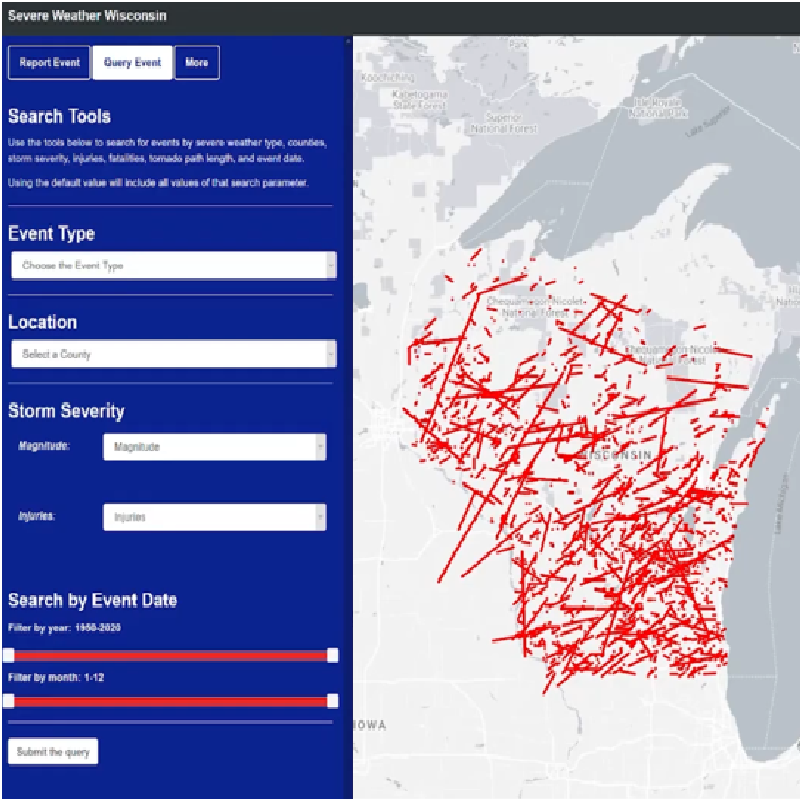 Severe Weather Wisconsin
Report Event
Query Event
More
Search Tools
Use the tools below to search for events by severe weather type, counties,
storm severity, injuries, fatalities, tornado path length, and event date.
Using the default value will include all values of that search parameter.
Event Type
Choose the Event Type
Location
Select a County
Storm Severity
Magnitude:
Magnitude
Injuries.
Injuries
Search by Event Date
Filter by year: 1950-2020
Filter by month: 1-12
Submit the query
Park
Koochiching
Kabetogama
State Forest
Superior
National Forest
Isle Royale
National Park
Lake Superior
Chequamegon Nicolet
National Forest
Chequamegon Nicolet
National Forest
WISCONSIN
Lake Michigan
IOWA